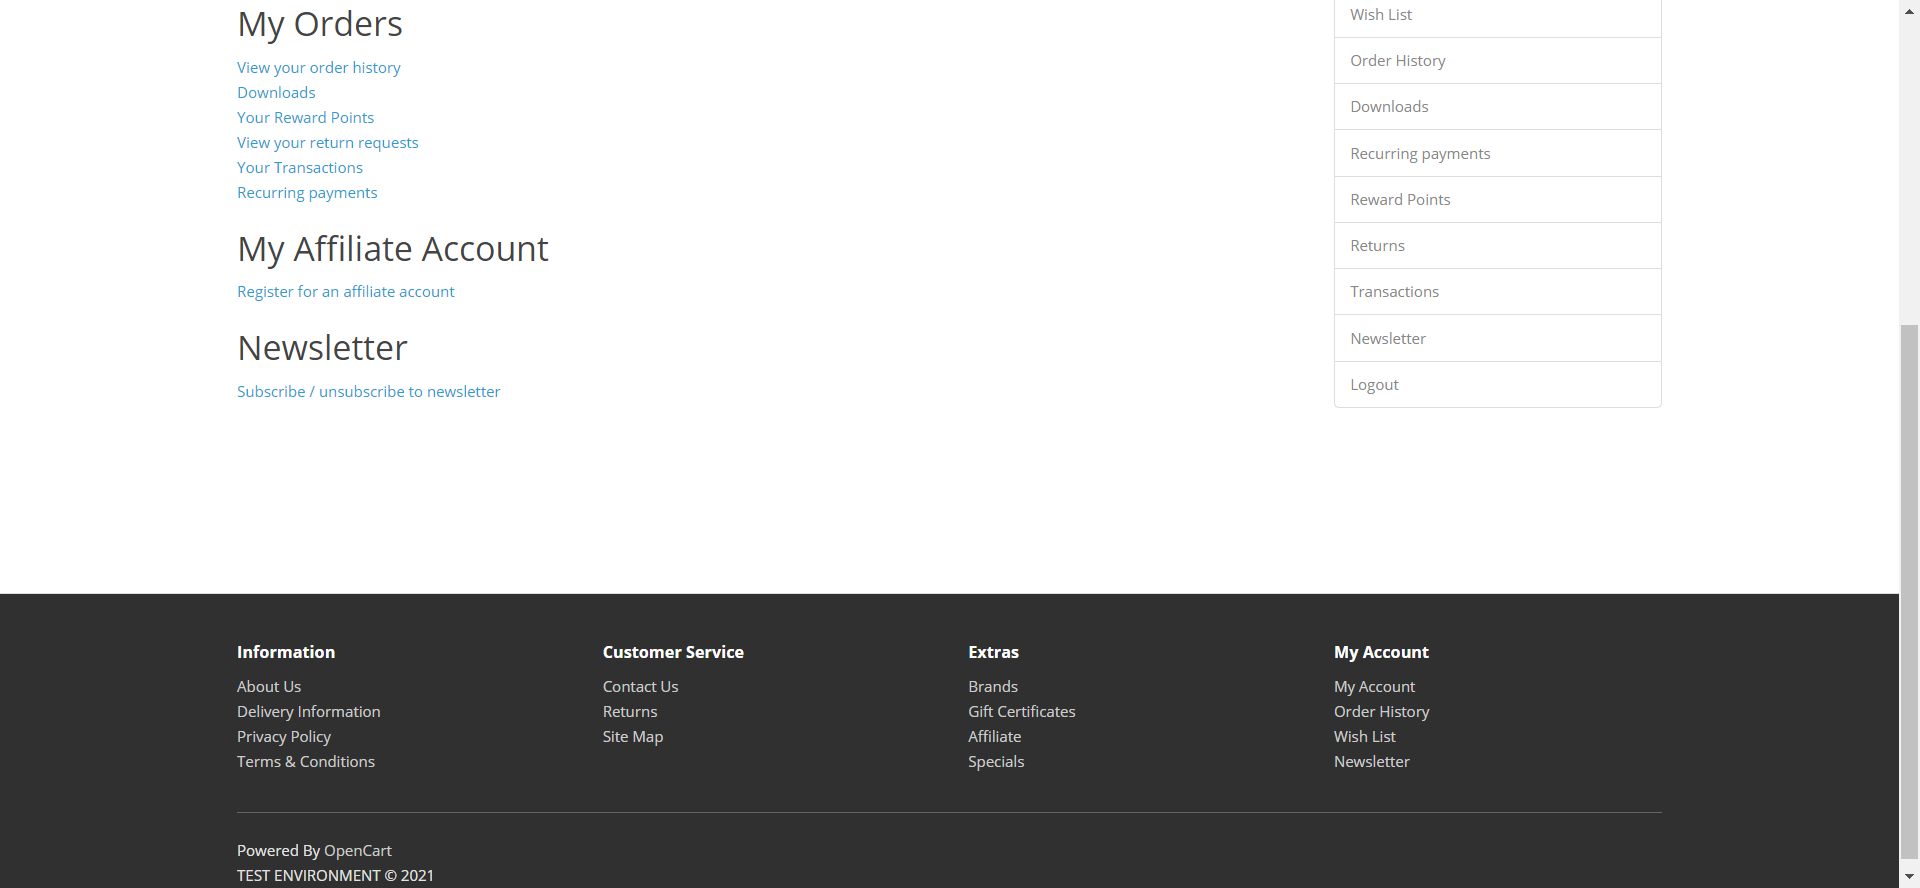 My Orders
View your order history
Downloads
Your Reward Points
View your return requests
Your Transactions
Recurring payments
My Affiliate Account
Register for an affiliate account
Newsletter
Subscribe / unsubscribe to newsletter
Wish List
Order History
Downloads
Recurring payments
Reward Points
Returns
Transactions
Newsletter
Logout
Information
About Us
Delivery Information
Privacy Policy
Terms & Conditions
Customer Service
Contact Us
Returns
Site Map
Extras
Brands
Gift Certificates
Affiliate
Specials
My Account
My Account
Order History
Wish List
Newsletter
Powered By OpenCart
TEST ENVIRONMENT © 2021